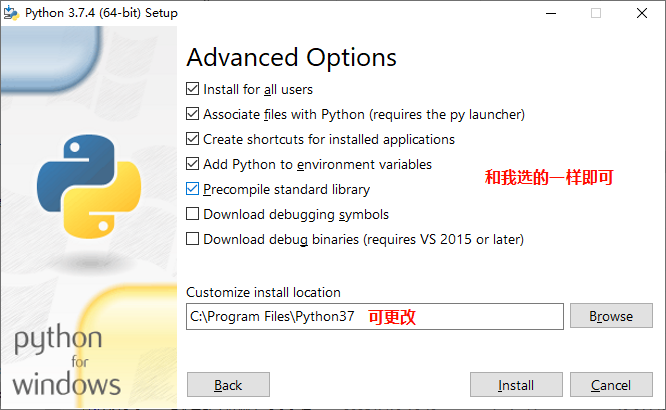 Python 3.7.4 (64-bit) Setup
Advanced Options
Install for all users
Associate files with Python (requires the py launcher)
Create shortcuts for installed applications
Add Python to environment variables
和我选的一样即可
Precompile standard library
Download debugging symbols
Download debug binaries (requires VS 2015 or later)
Customize install location
C:\Program Files\Python37 可更改 Browse
python
for
windows
Back Install Cancel